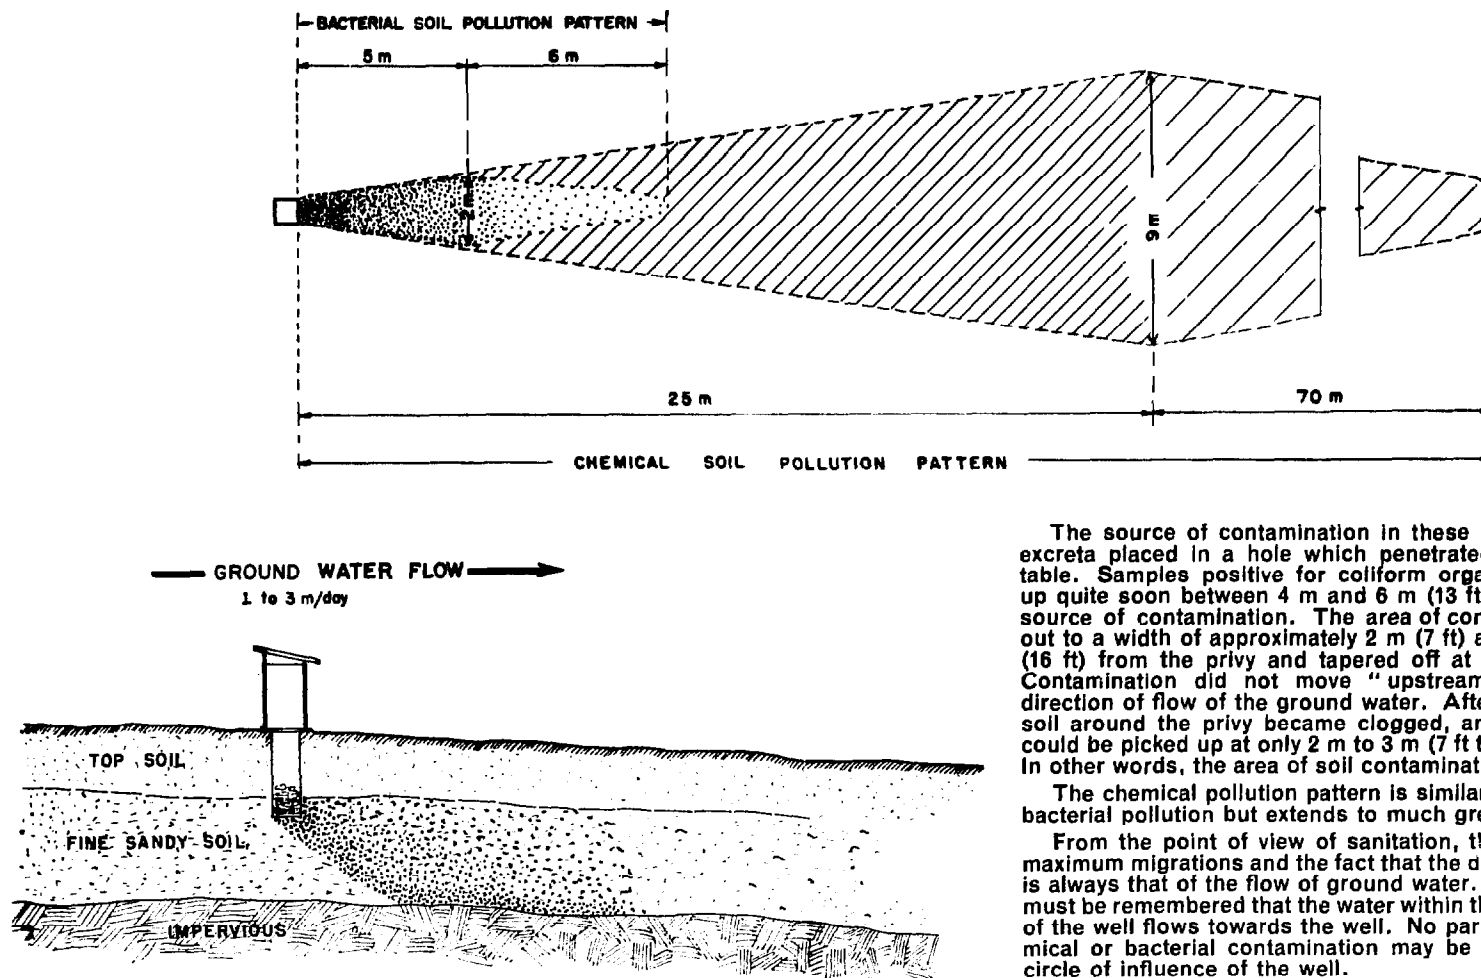 BACTERIAL SOIL POLLUTION PATTERN
5 m
6 m
2 m
9 m
25 m
70 m
CHEMICAL SOIL POLLUTION PATTERN
GROUND WATER FLOW
1 to 3 m/day
TOP SOIL
FINE SANDY SOIL
IMPERVIOUS
The source of contamination in these
excreta placed in a hole which penetrate
table. Samples positive for coliform orga
up quite soon between 4 m and 6 m (13 ft
source of contamination. The area of con
out to a width of approximately 2 m (7 ft) a
(16 ft) from the privy and tapered off at
Contamination did not move "upstream
direction of flow of the ground water. Afte
soil around the privy became clogged, an
could be picked up at only 2 m to 3 m (7 ft t
In other words, the area of soil contaminat
The chemical pollution pattern is similar
bacterial pollution but extends to much gre
From the point of view of sanitation, th
maximum migrations and the fact that the d
is always that of the flow of ground water.
must be remembered that the water within th
of the well flows towards the well. No par
mical or bacterial contamination may be
circle of influence of the well.